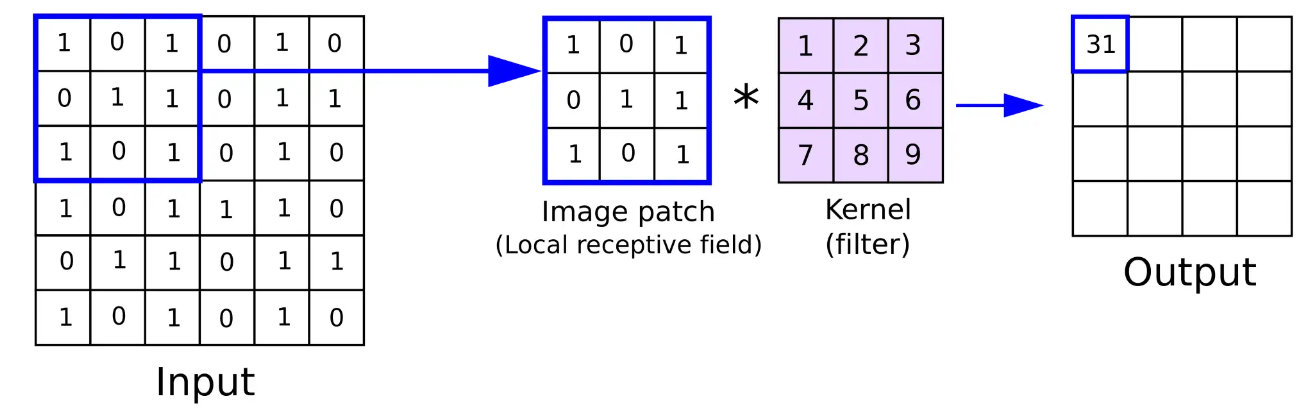 1 0 1 0 1 0
0 1 1 0 1 1
1 0 1 0 1 0
1 0 1 1 1 0
0 1 1 0 1 1
1 0 1 0 1 0
Input
1 0 1
0 1 1
1 0 1
Image patch
(Local receptive field)
*
1 2 3
4 5 6
7 8 9
Kernel
(filter)
31
Output